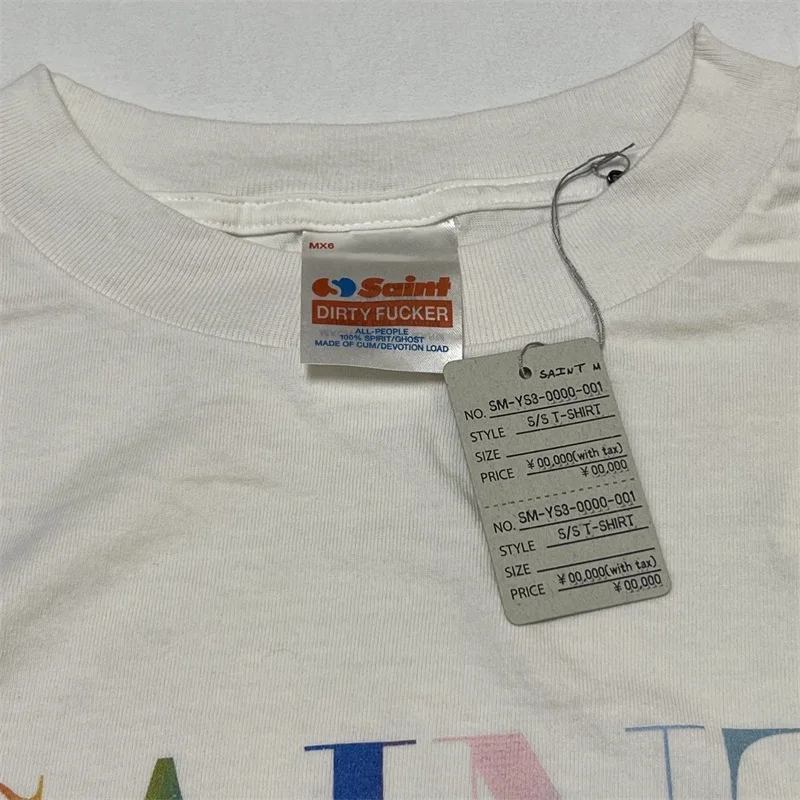 MX6
Saint
DIRTY FUCKER
ALL-PEOPLE
100% SPIRIT/GHOST
MADE OF CUM/DEVOTION LOAD
SAINT M
NO. SM-YS3-0000-001
STYLE S/S T-SHIRT
SIZE
PRICE ¥00,000(with tax)
¥00,000
NO. SM-YS3-0000-001
STYLE S/S T-SHIRT
SIZE
PRICE ¥00,000(with tax)
¥00,000